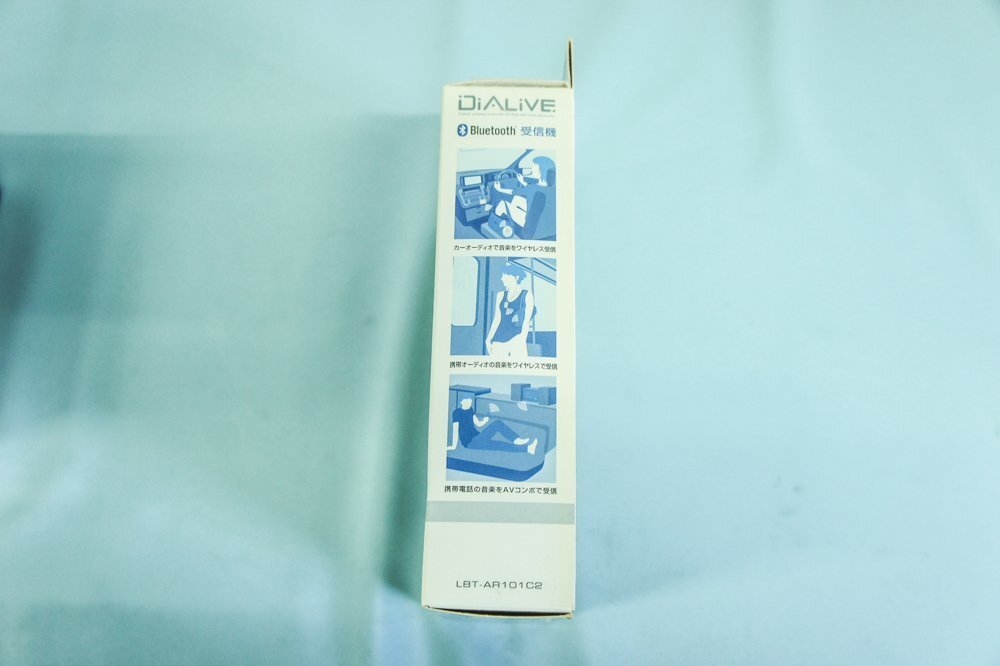 DiALiVE
Bluetooth 受信機
カーオーディオで音楽をワイヤレス受信
携帯オーディオの音楽をワイヤレスで受信
携帯電話の音楽をAVコンポで受信
LBT-AR101C2